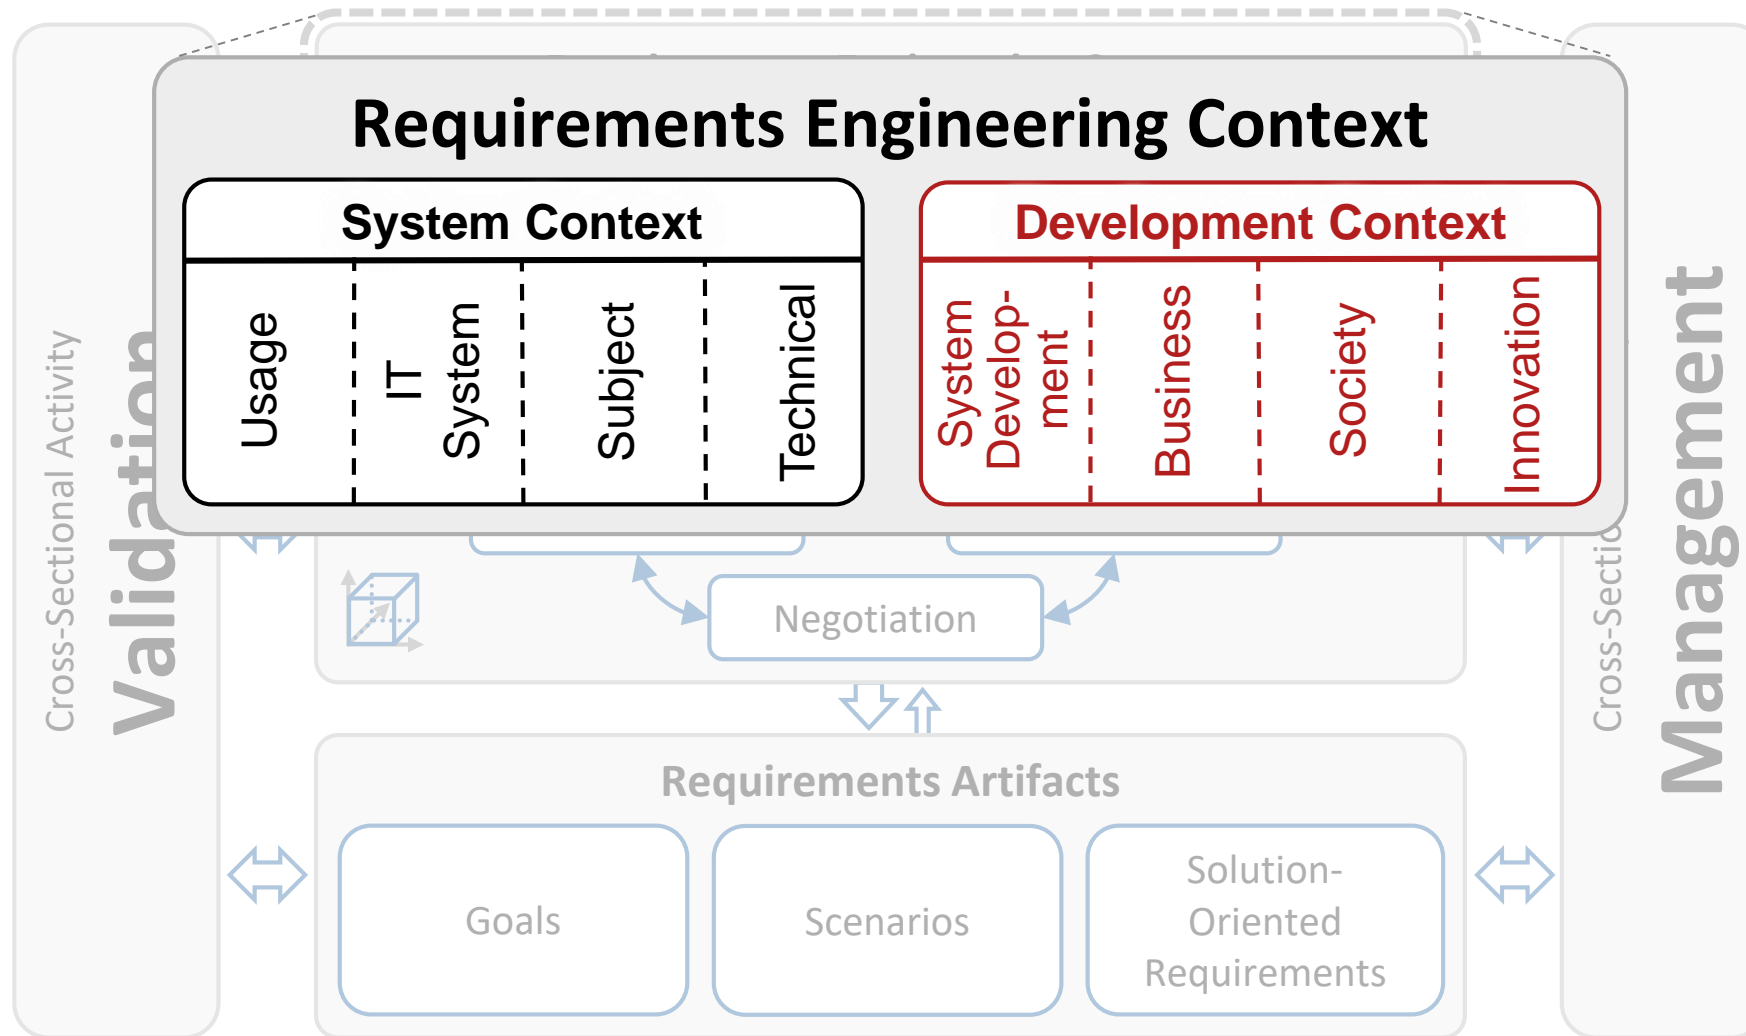 Requirements Engineering Context
System Context
Usage
IT
System
Subject
Technical
Development Context
System
Develop-
ment
Business
Society
Innovation
Cross-Sectional Activity
Validation
Negotiation
Requirements Artifacts
Goals
Scenarios
Solution-
Oriented
Requirements
Management